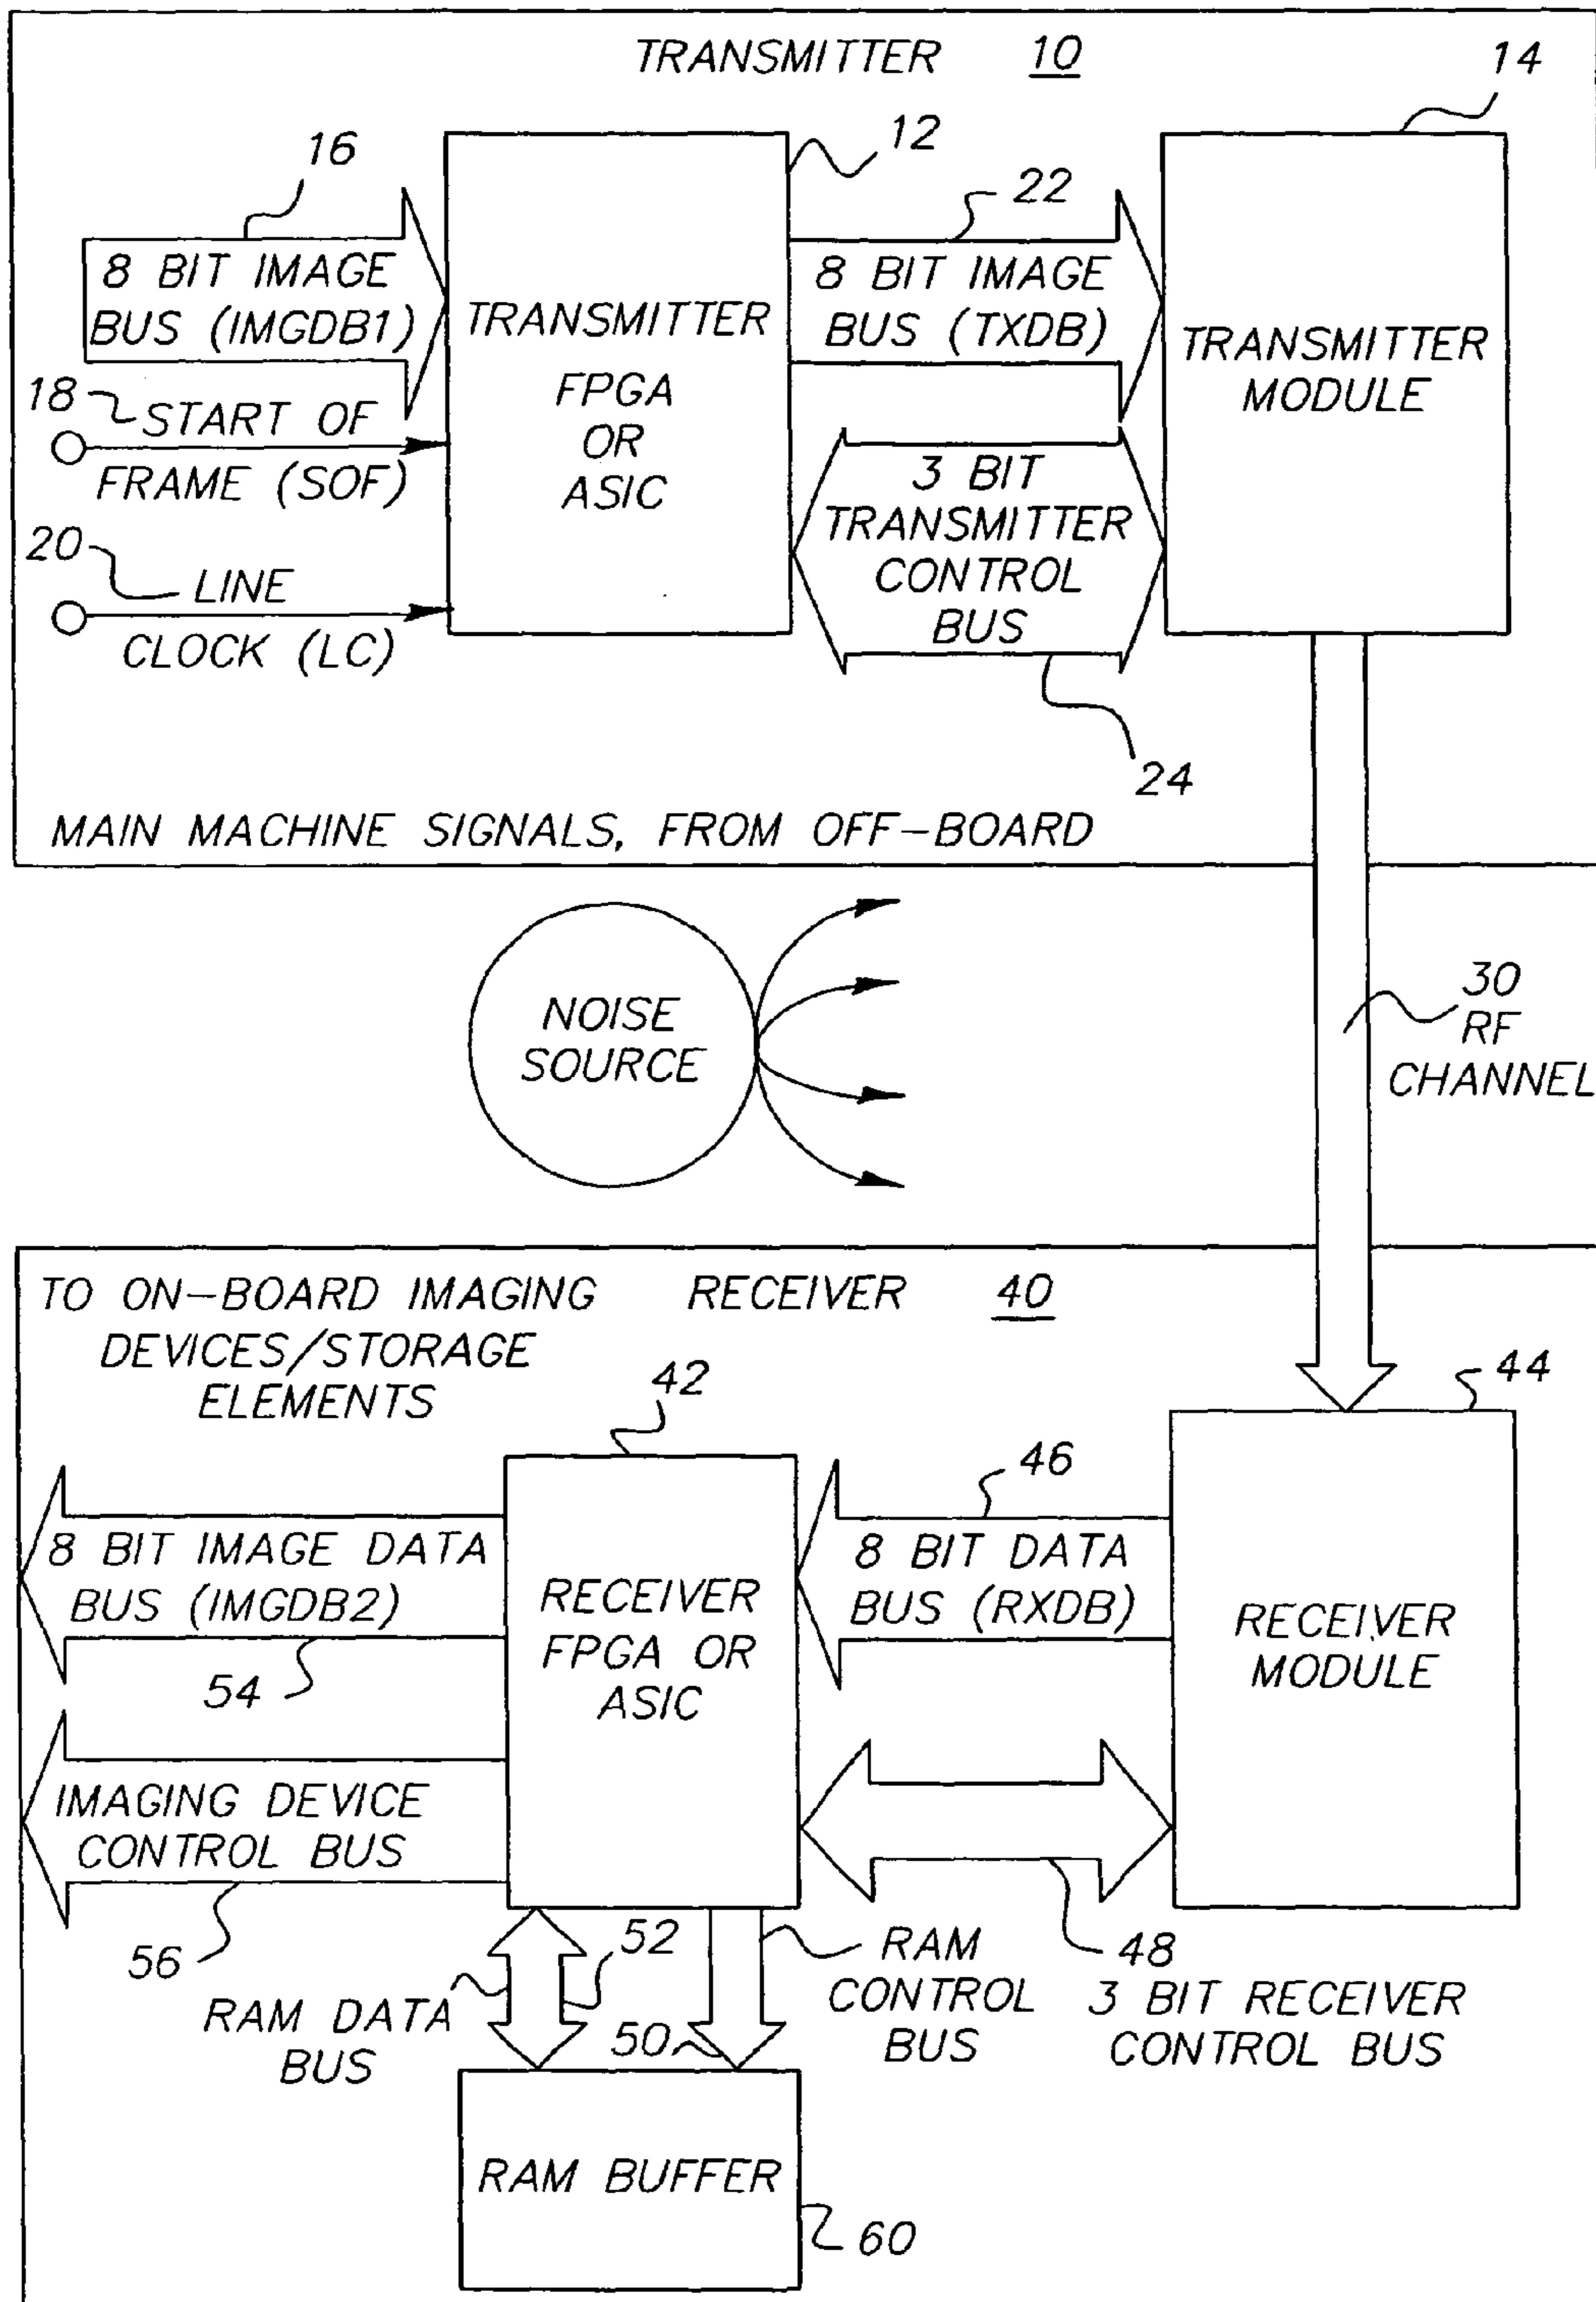 TRANSMITTER 10
14
16
12
22
8 BIT IMAGE
BUS (IMGDB1)
TRANSMITTER
FPGA
OR
ASIC
8 BIT IMAGE
BUS (TXDB)
TRANSMITTER
MODULE
18
START OF
FRAME (SOF)
3 BIT
TRANSMITTER
CONTROL
BUS
20
LINE
CLOCK (LC)
24
MAIN MACHINE SIGNALS, FROM OFF-BOARD
NOISE
SOURCE
30
RF
CHANNEL
TO ON-BOARD IMAGING
DEVICES/STORAGE
ELEMENTS
RECEIVER 40
42
44
46
8 BIT IMAGE DATA
BUS (IMGDB2)
54
RECEIVER
FPGA OR
ASIC
8 BIT DATA
BUS (RXDB)
RECEIVER
MODULE
IMAGING DEVICE
CONTROL BUS
56
52
RAM DATA
BUS
50
RAM
CONTROL
BUS
48
3 BIT RECEIVER
CONTROL BUS
RAM BUFFER
60